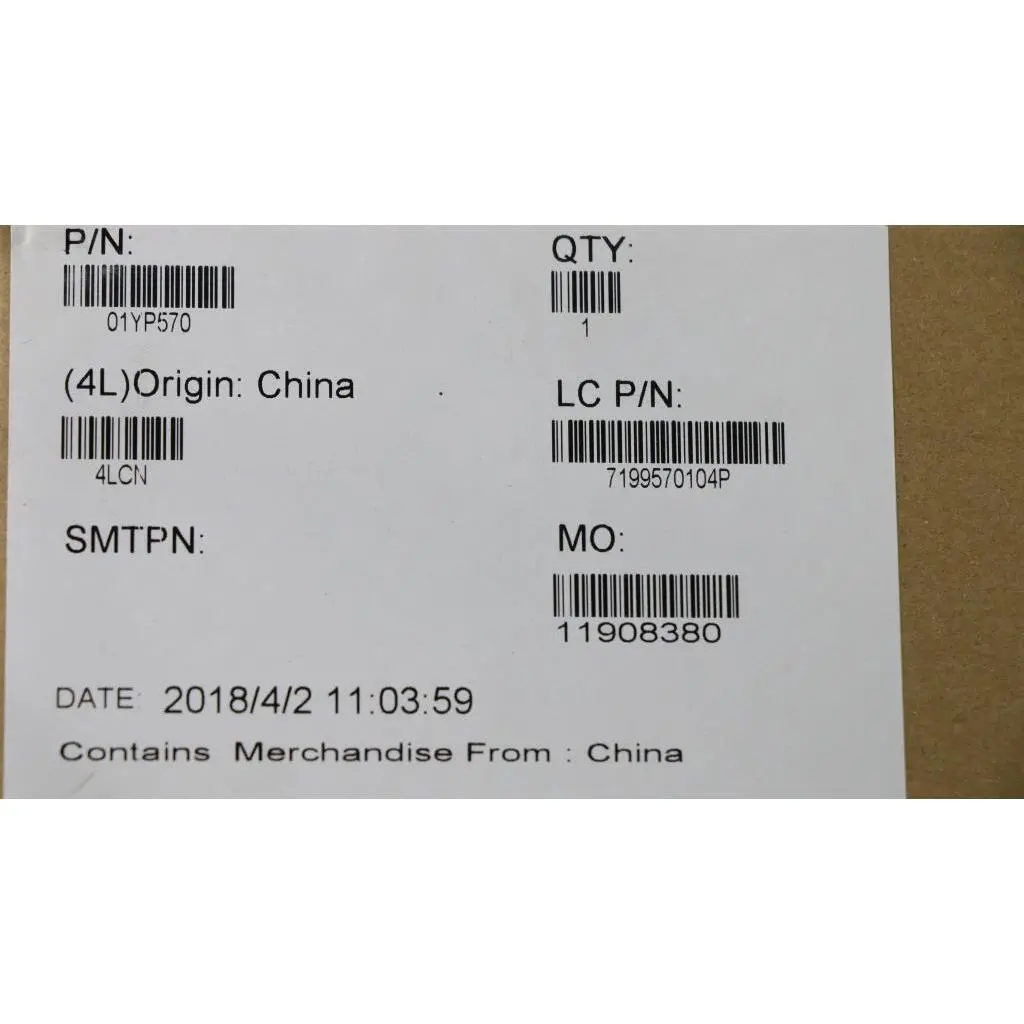 P/N:
01YP570
QTY:
1
(4L)Origin: China
4LCN
LC P/N:
7199570104P
SMTPN:
MO:
11908380
DATE: 2018/4/2 11:03:59
Contains Merchandise From : China